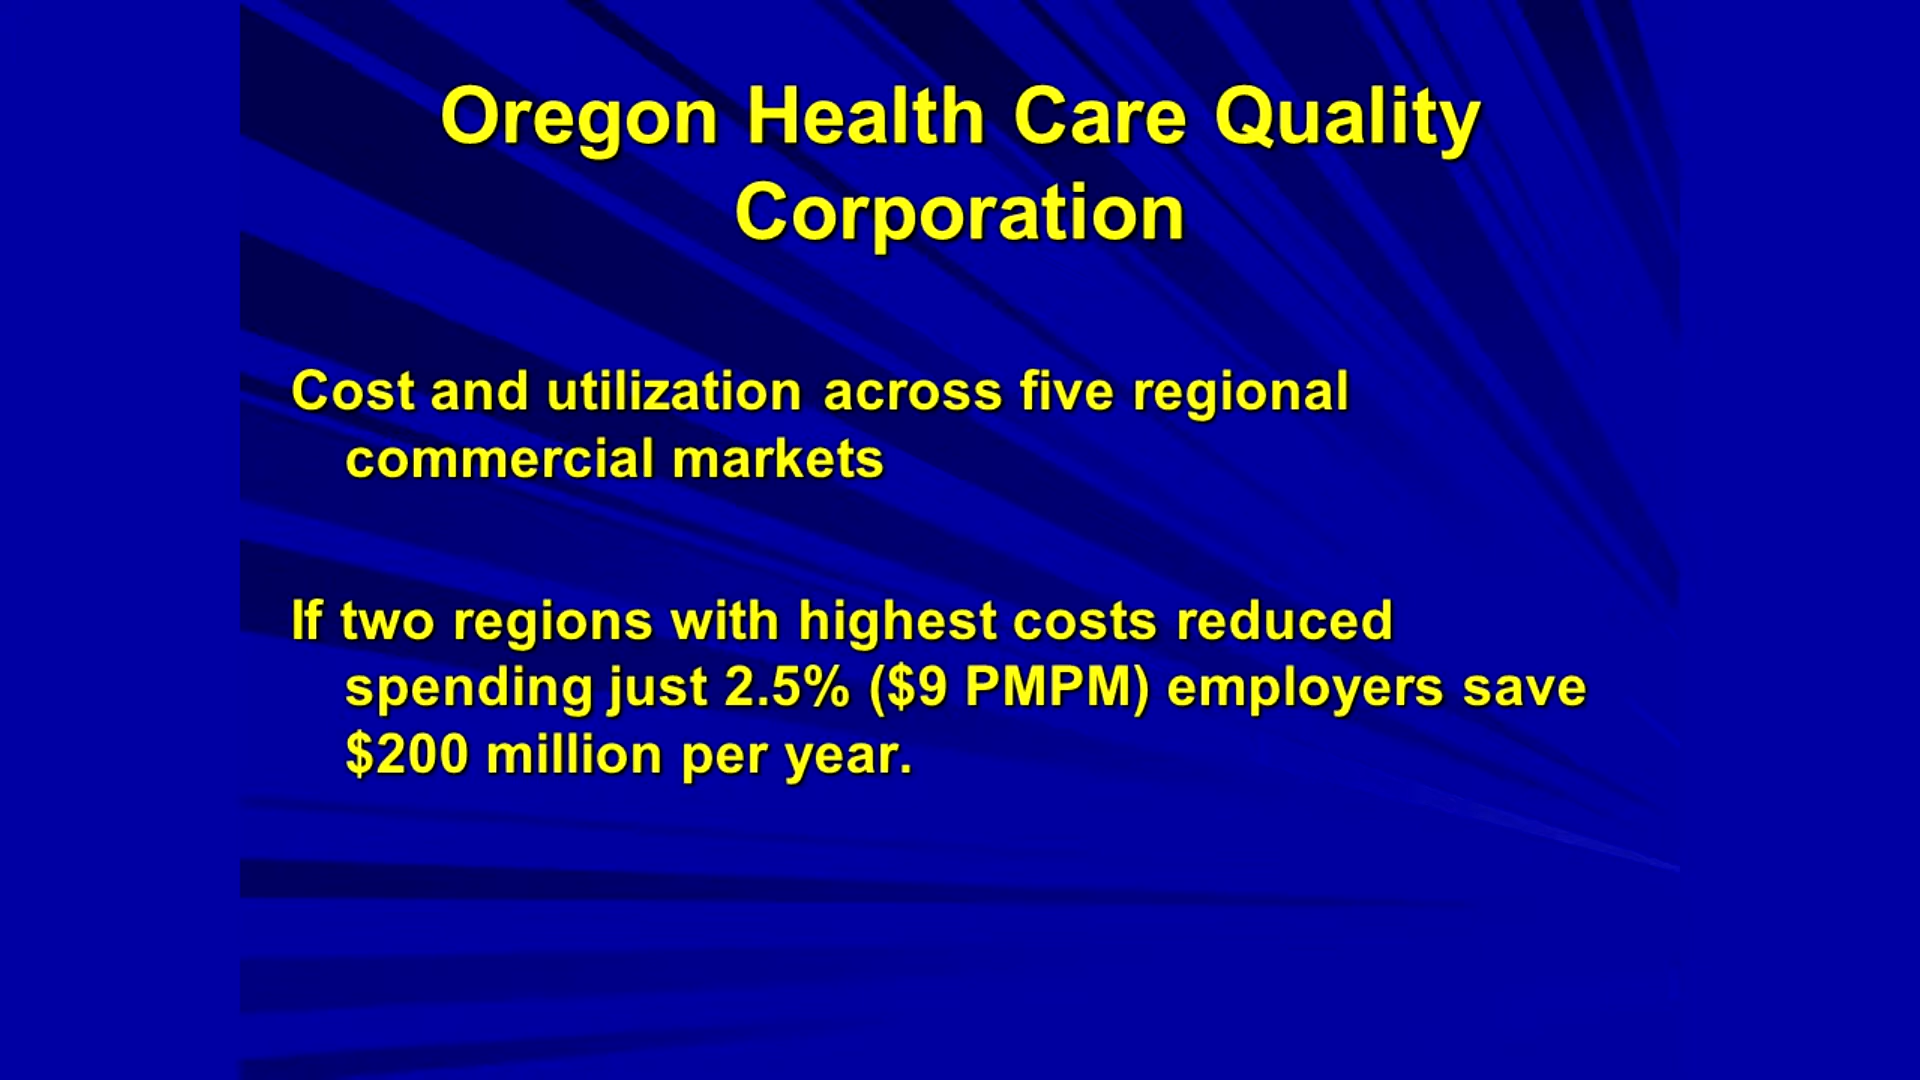 Oregon Health Care Quality
Corporation
Cost and utilization across five regional
commercial markets
If two regions with highest costs reduced
spending just 2.5% ($9 PMPM) employers save
$200 million per year.